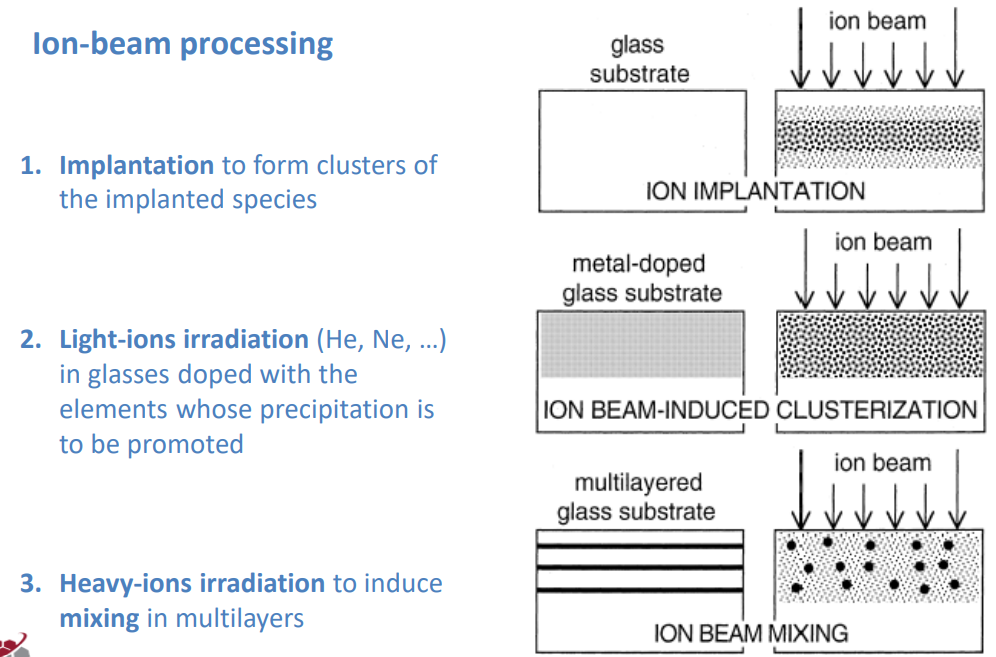 Ion-beam processing
1. Implantation to form clusters of
the implanted species
glass
substrate
ion beam
ION IMPLANTATION
2. Light-ions irradiation (He, Ne, …)
in glasses doped with the
elements whose precipitation is
to be promoted
metal-doped
glass substrate
ion beam
ION BEAM-INDUCED CLUSTERIZATION
3. Heavy-ions irradiation to induce
mixing in multilayers
multilayered
glass substrate
ion beam
ION BEAM MIXING